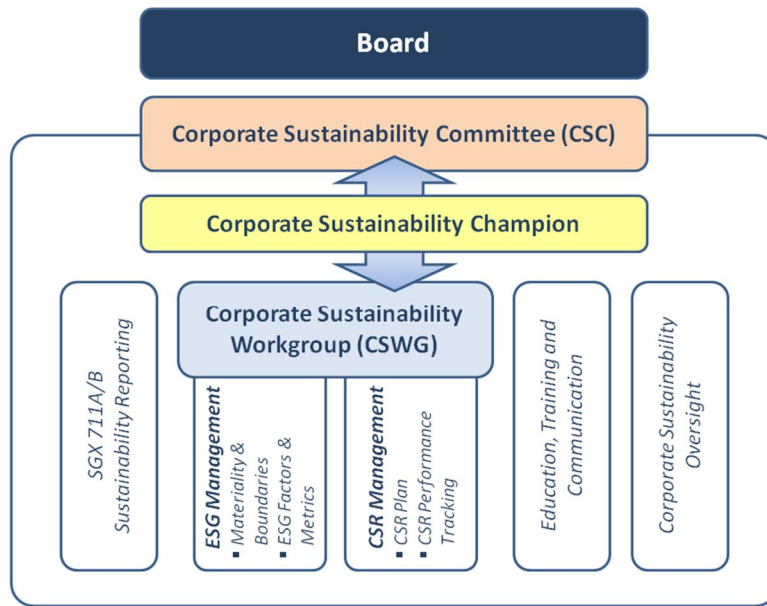 Board
Corporate Sustainability Committee (CSC)
Corporate Sustainability Champion
Corporate Sustainability
Workgroup (CSWG)
SGX 711A/B
Sustainability Reporting
ESG Management
▪ Materiality &
Boundaries
▪ ESG Factors &
Metrics
CSR Management
▪ CSR Plan
▪ CSR Performance
Tracking
Education, Training and
Communication
Corporate Sustainability
Oversight